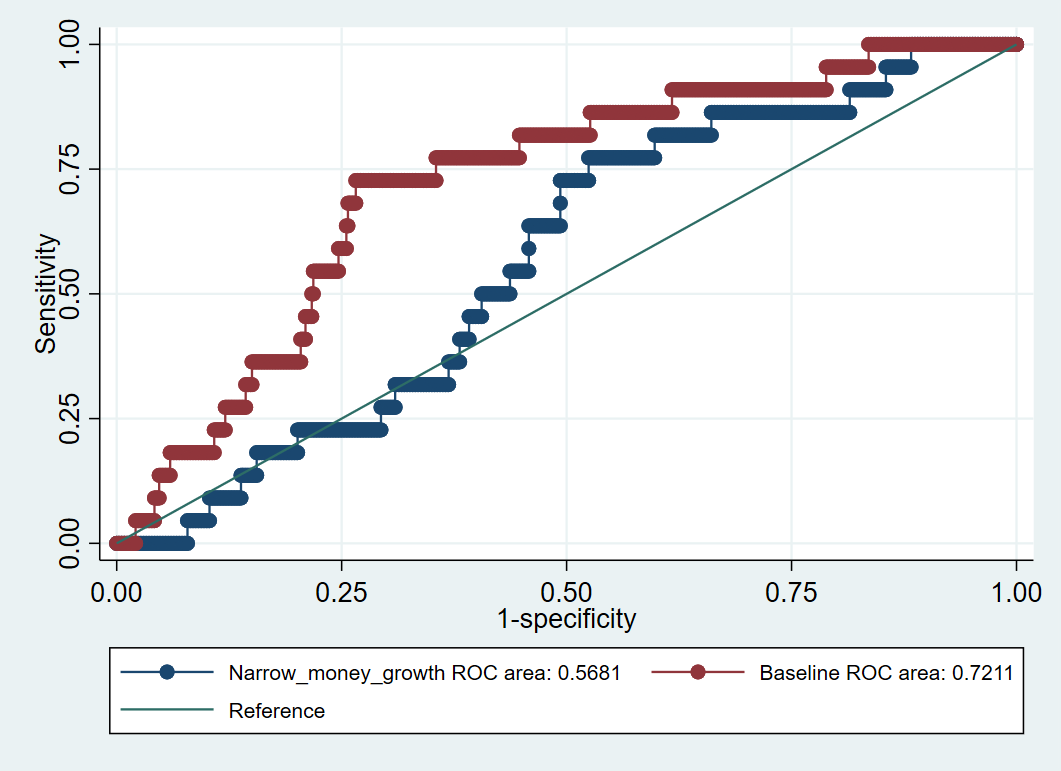 1.00
0.75
0.50
0.25
0.00
Sensitivity
0.00 0.25 0.50 0.75 1.00
1-specificity
Narrow_money_growth ROC area: 0.5681 Baseline ROC area: 0.7211
Reference